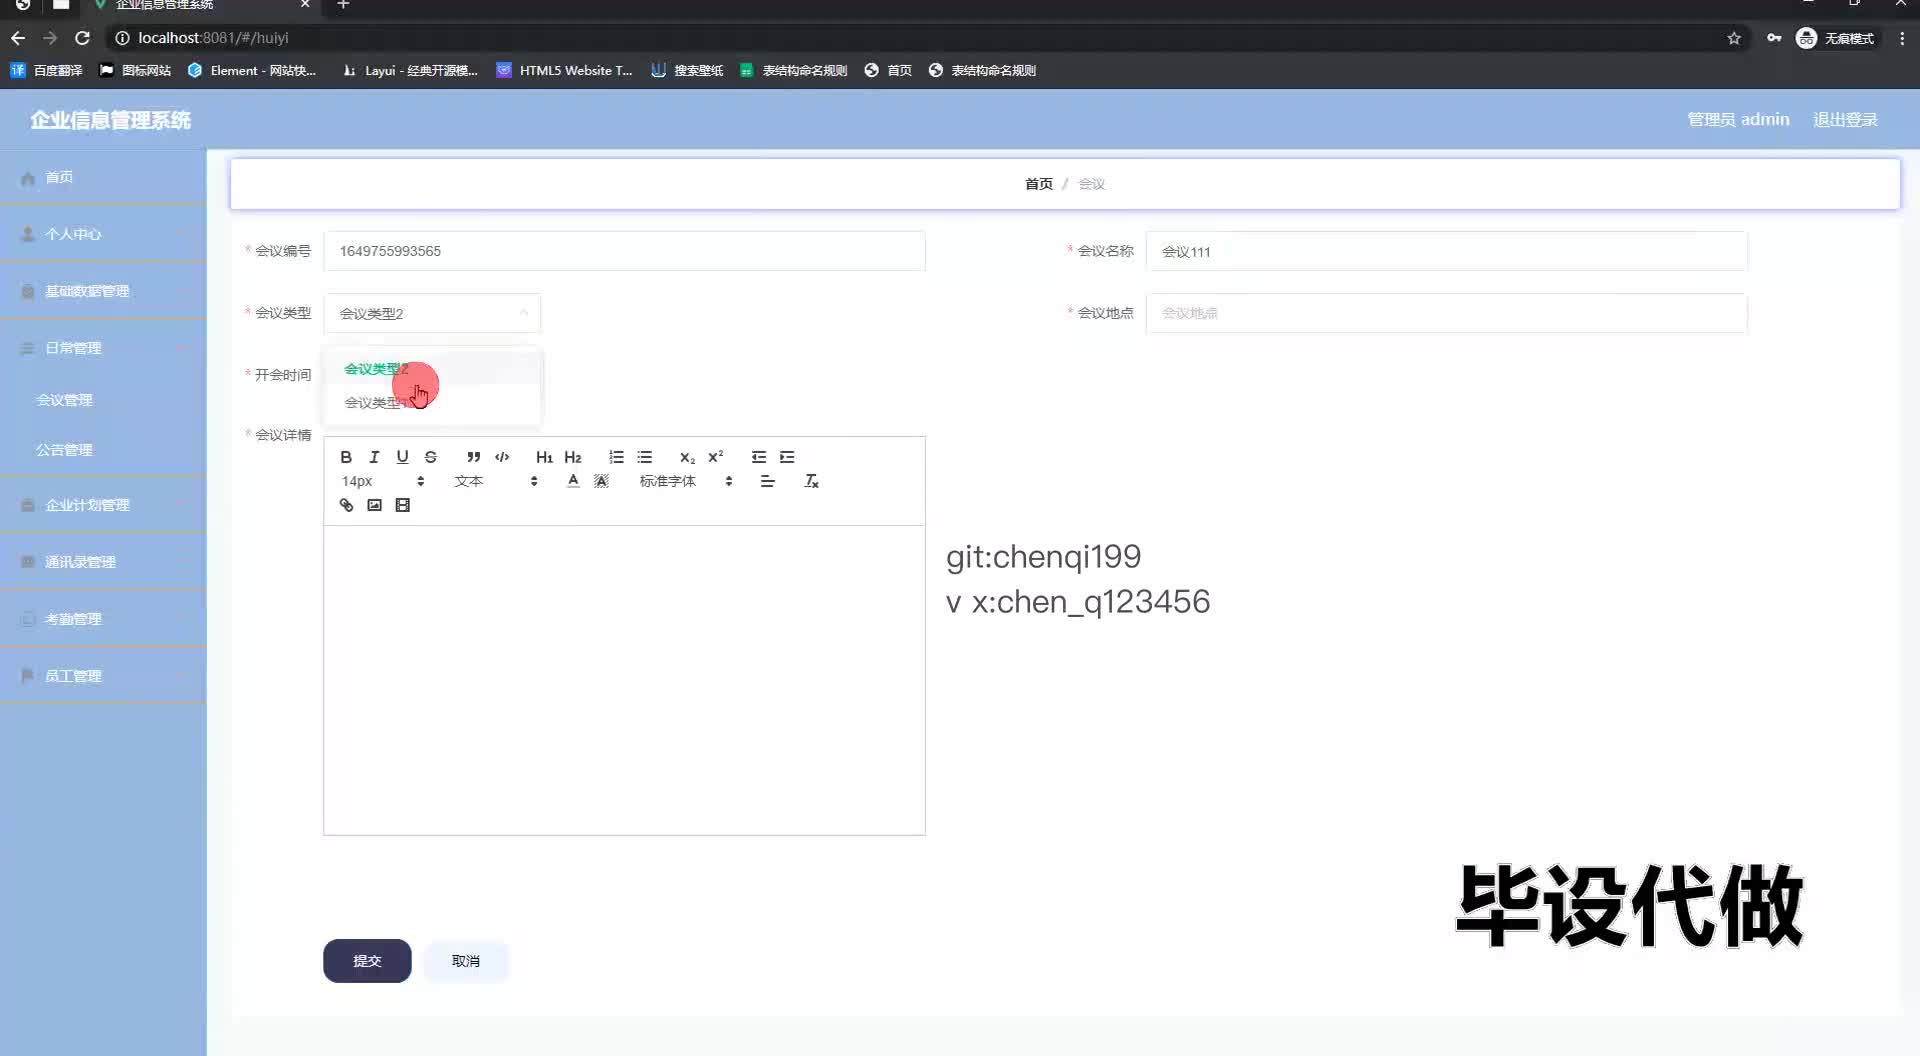 企业信息管理系统
localhost:8081/#/huiyi
无痕模式
百度翻译
图标网站
Element - 网站快...
Layui - 经典开源模...
HTML5 Website T...
搜索壁纸
表结构命名规则
首页
表结构命名规则
企业信息管理系统
管理员 admin
退出登录
首页
个人中心
基础数据管理
日常管理
会议管理
公告管理
企业计划管理
通讯录管理
考勤管理
员工管理
首页 / 会议
* 会议编号 1649755993565
* 会议名称 会议111
* 会议类型 会议类型2
* 会议地点 会议地点
* 开会时间
会议类型2
会议类型
* 会议详情
14px 文本 标准字体
git:chenqi199
v x:chen_q123456
毕设代做
提交
取消